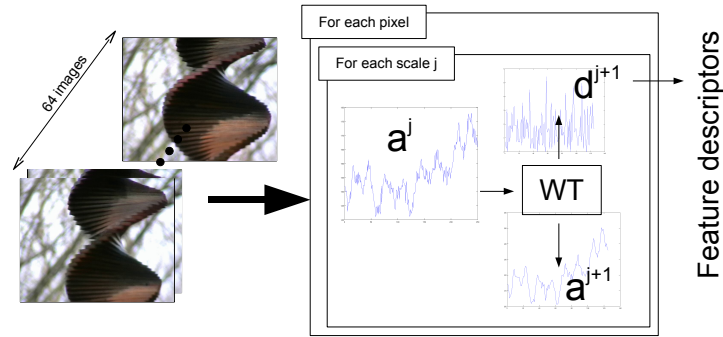 64 images
For each pixel
For each scale j
a^j
d^{j+1}
WT
a^{j+1}
Feature descriptors